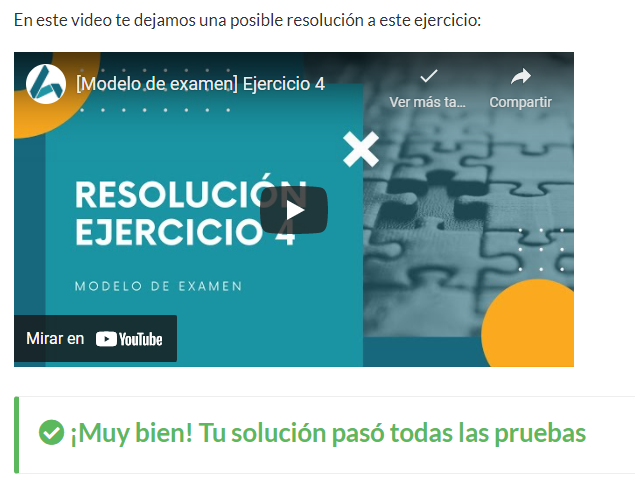 En este video te dejamos una posible resolución a este ejercicio:
[Modelo de examen] Ejercicio 4
Ver más ta...
Compartir
RESOLUCIÓN
EJERCICIO 4
MODELO DE EXAMEN
Mirar en YouTube
¡Muy bien! Tu solución pasó todas las pruebas